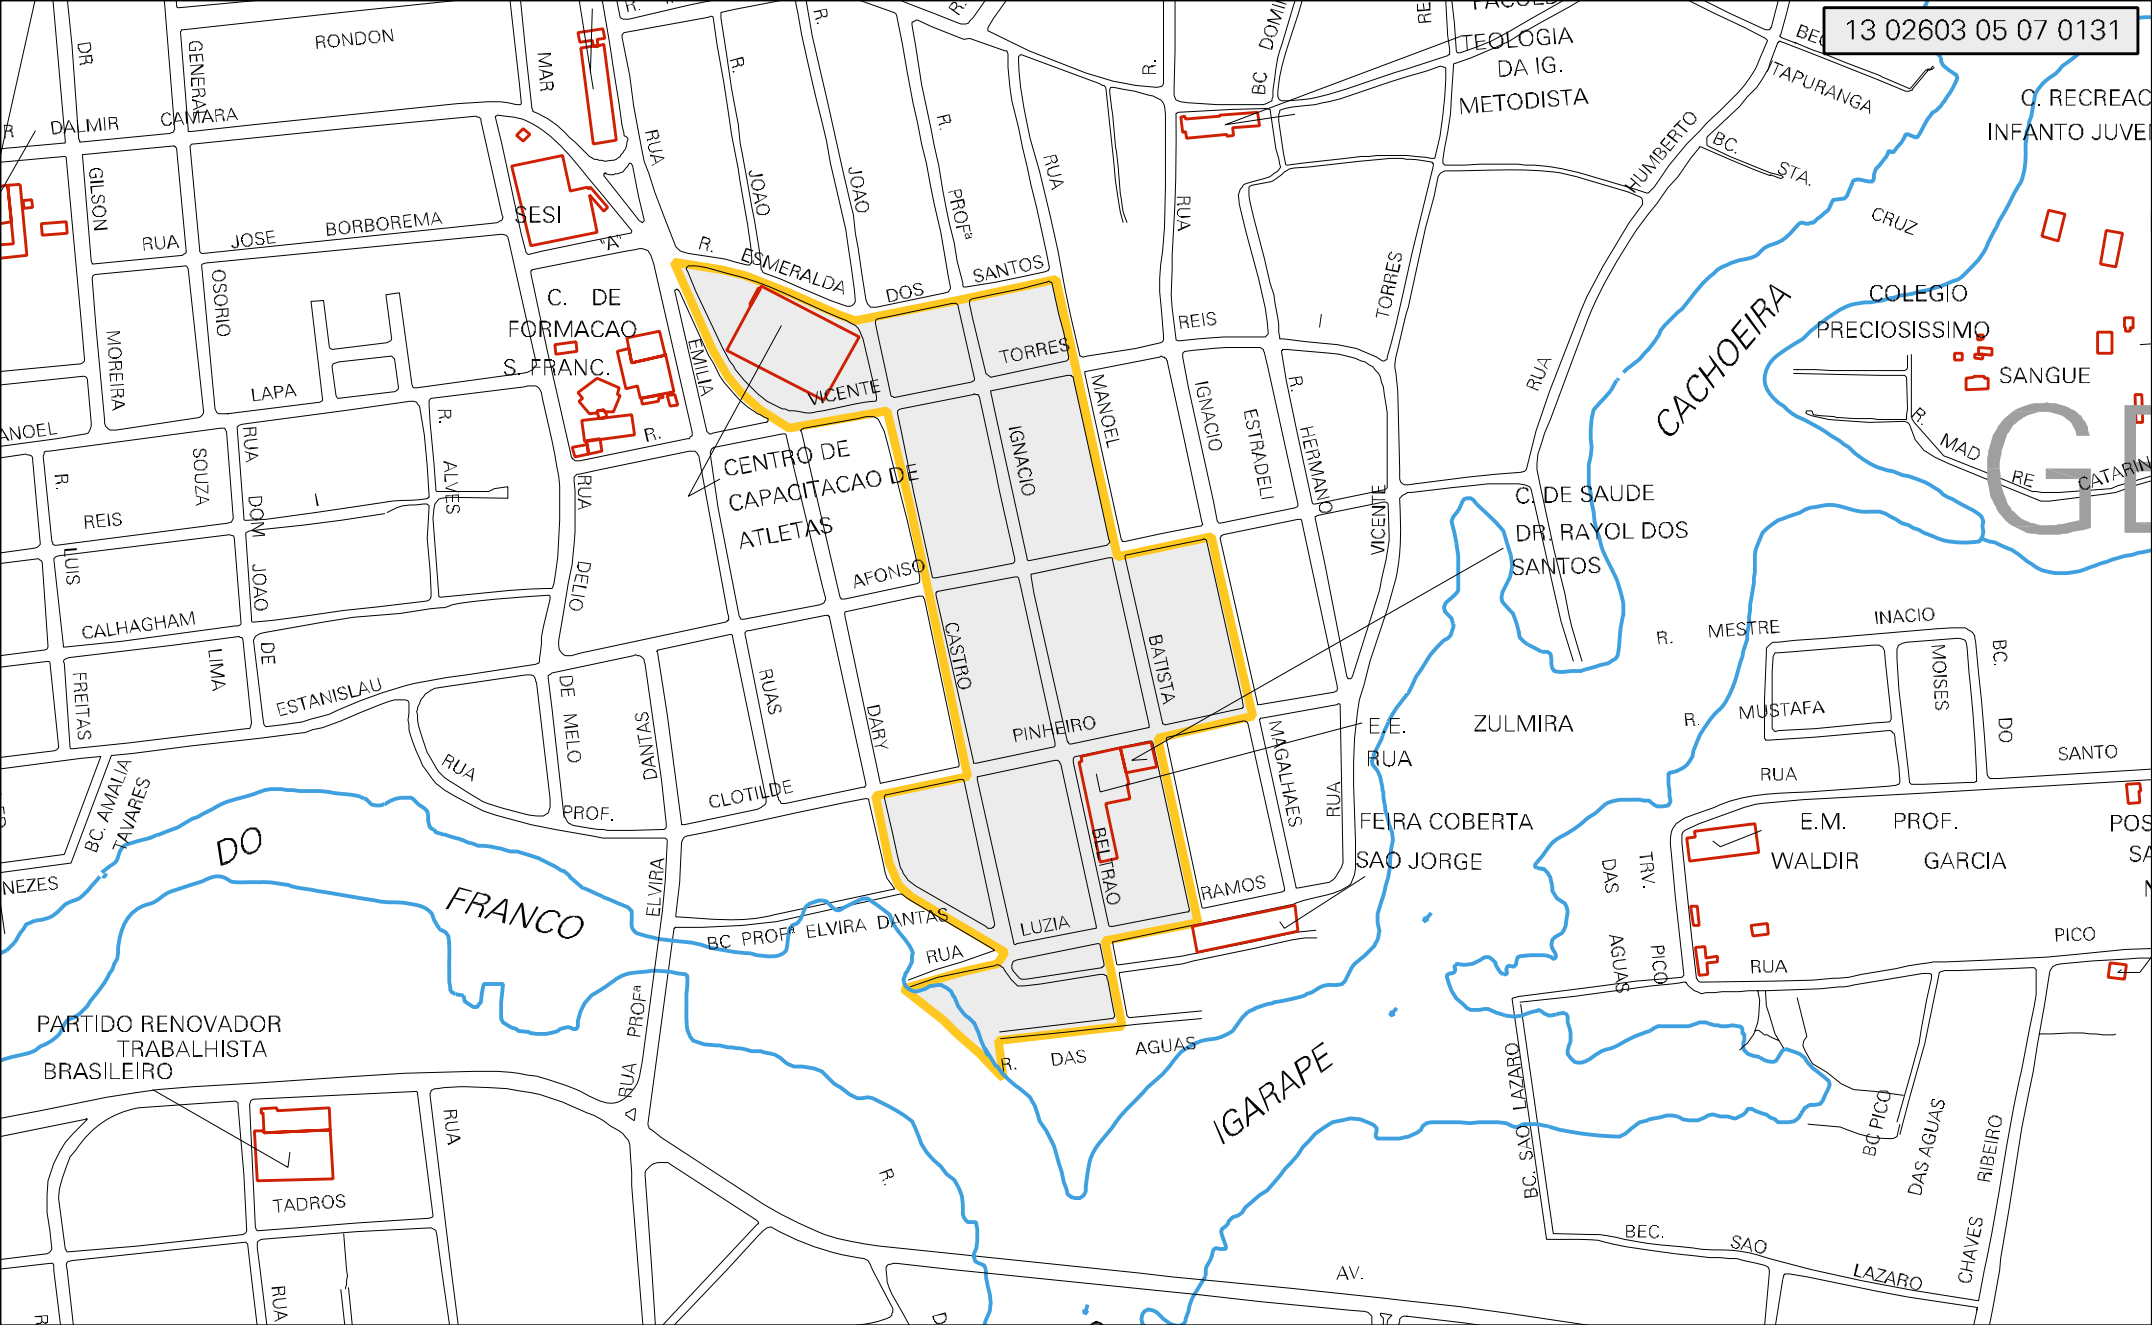 13 02603 05 07 0131
RONDON
DR
GENERAL
MAR
R.
DALMIR CAMARA
GILSON
RUA JOSE BORBOREMA
SESI
"A"
RUA
R. JOAO
R. JOAO
R. PROFª
RUA
R.
BC DOMIN
TEOLOGIA
DA IG.
METODISTA
TAPURANGA
BC. STA.
CRUZ
HUMBERTO
RUA
C. RECREAC
INFANTO JUVE
COLEGIO
PRECIOSISSIMO
SANGUE
R. MAD RE CATARIN
CACHOEIRA
R. ESMERALDA DOS SANTOS
C. DE
FORMACAO
S. FRANC.
EMILIA
R.
VICENTE TORRES
REIS I
TORRES
VICENTE
RUA
OSORIO
MOREIRA
LAPA
ANOEL
R.
SOUZA
RUA DOM JOAO DE
LIMA
R. ALVES
REIS I
LUIS
FREITAS
CALHAGHAM
ESTANISLAU
RUA DELIO
DE MELO
DANTAS
CENTRO DE
CAPACITACAO DE
ATLETAS
AFONSO
IGNACIO
MANOEL
RUA
IGNACIO
ESTRADELI
R. HERMANO
MAGALHAES
CASTRO
BATISTA
BELTRAO
RUAS
DARY
PINHEIRO
C. DE SAUDE
DR. RAYOL DOS
SANTOS
E.E.
RUA
ZULMIRA
FEIRA COBERTA
SAO JORGE
RUA
RAMOS
LUZIA
RUA
CLOTILDE
PROF.
RUA
BC. AMALIA
TAVARES
NEZES
DO
FRANCO
ELVIRA
RUA PROFª
BC PROFª ELVIRA DANTAS
R. DAS AGUAS
IGARAPE
R. MESTRE INACIO
MOISES
BC. DO
R. MUSTAFA
RUA SANTO
E.M. PROF.
WALDIR GARCIA
POS
TRV. PICO
DAS AGUAS
RUA PICO
PARTIDO RENOVADOR
TRABALHISTA
BRASILEIRO
TADROS
RUA
RUA
R.
R.
AV.
BC. SAO LAZARO
BEC. SAO LAZARO
BC PICO
DAS AGUAS
CHAVES RIBEIRO